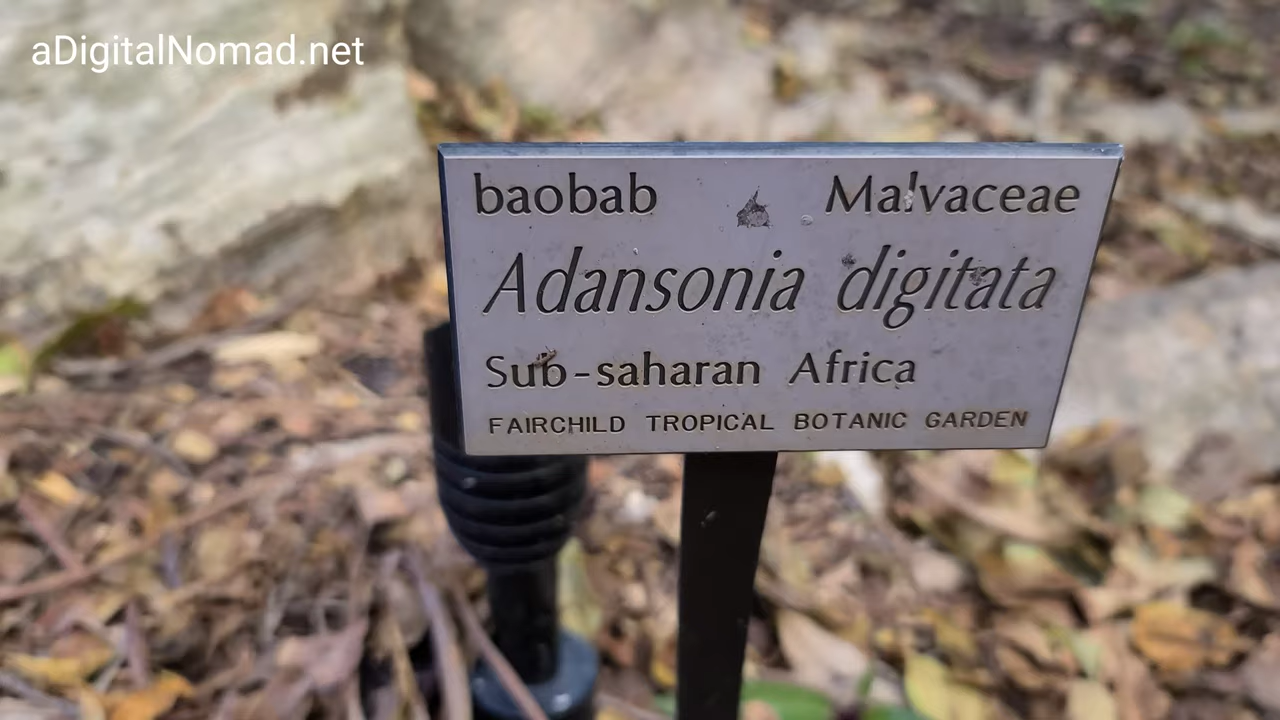 aDigitalNomad.net
baobab Malvaceae
Adansonia digitata
Sub-saharan Africa
FAIRCHILD TROPICAL BOTANIC GARDEN